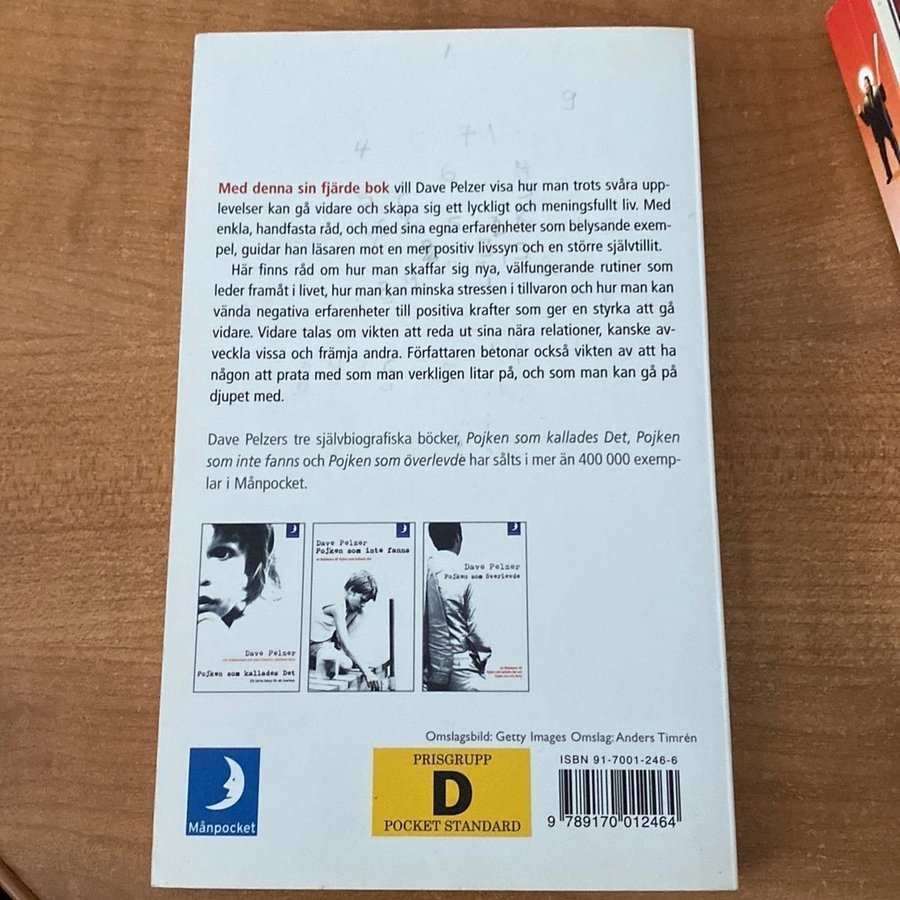 9
7 1
4
Med denna sin fjärde bok vill Dave Pelzer visa hur man trots svåra upp-
levelser kan gå vidare och skapa sig ett lyckligt och meningsfullt liv. Med
enkla, handfasta råd, och med sina egna erfarenheter som belysande exem-
pel, guidar han läsaren mot en mer positiv livssyn och en större självtillit.
Här finns råd om hur man skaffar sig nya, välfungerande rutiner som
leder framåt i livet, hur man kan minska stressen i tillvaron och hur man kan
vända negativa erfarenheter till positiva krafter som ger en styrka att gå
vidare. Vidare talas om vikten att reda ut sina nära relationer, kanske av-
veckla vissa och främja andra. Författaren betonar också vikten av att ha
någon att prata med som man verkligen litar på, och som man kan gå på
djupet med.
Dave Pelzers tre självbiografiska böcker, Pojken som kallades Det, Pojken
som inte fanns och Pojken som överlevde har sålts i mer än 400 000 exemp-
lar i Månpocket.
Dave Pelzer
Pojken som kallades Det
Dave Pelzer
Pojken som inte fanns
Dave Pelzer
Pojken som överlevde
Omslagsbild: Getty Images Omslag: Anders Timrén
Månpocket
PRISGRUPP
D
POCKET STANDARD
ISBN 91-7001-246-6
9 789170 012464